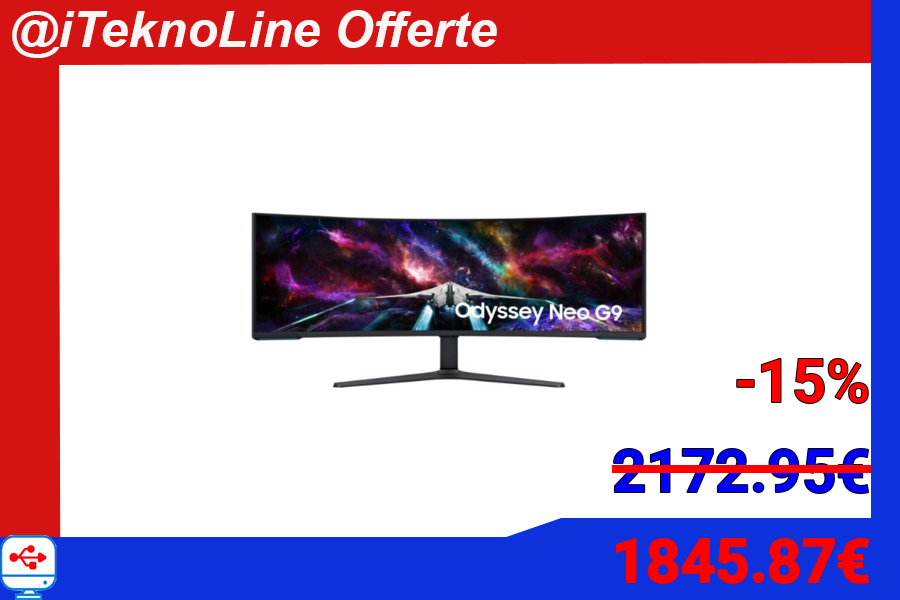 @iTeknoLine Offerte
Odyssey Neo G9
-15%
2172.95€
1845.87€